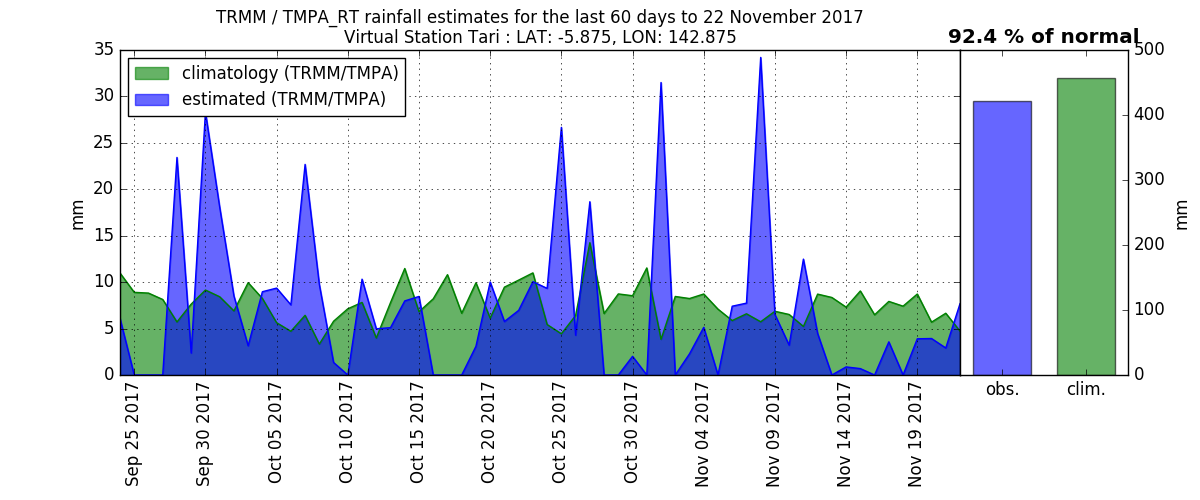 TRMM / TMPA_RT rainfall estimates for the last 60 days to 22 November 2017
Virtual Station Tari : LAT: -5.875, LON: 142.875
92.4 % of normal
climatology (TRMM/TMPA)
estimated (TRMM/TMPA)
35
30
25
20
15
10
5
0
mm
Sep 25 2017
Sep 30 2017
Oct 05 2017
Oct 10 2017
Oct 15 2017
Oct 20 2017
Oct 25 2017
Oct 30 2017
Nov 04 2017
Nov 09 2017
Nov 14 2017
Nov 19 2017
obs.
clim.
500
400
300
200
100
0
mm